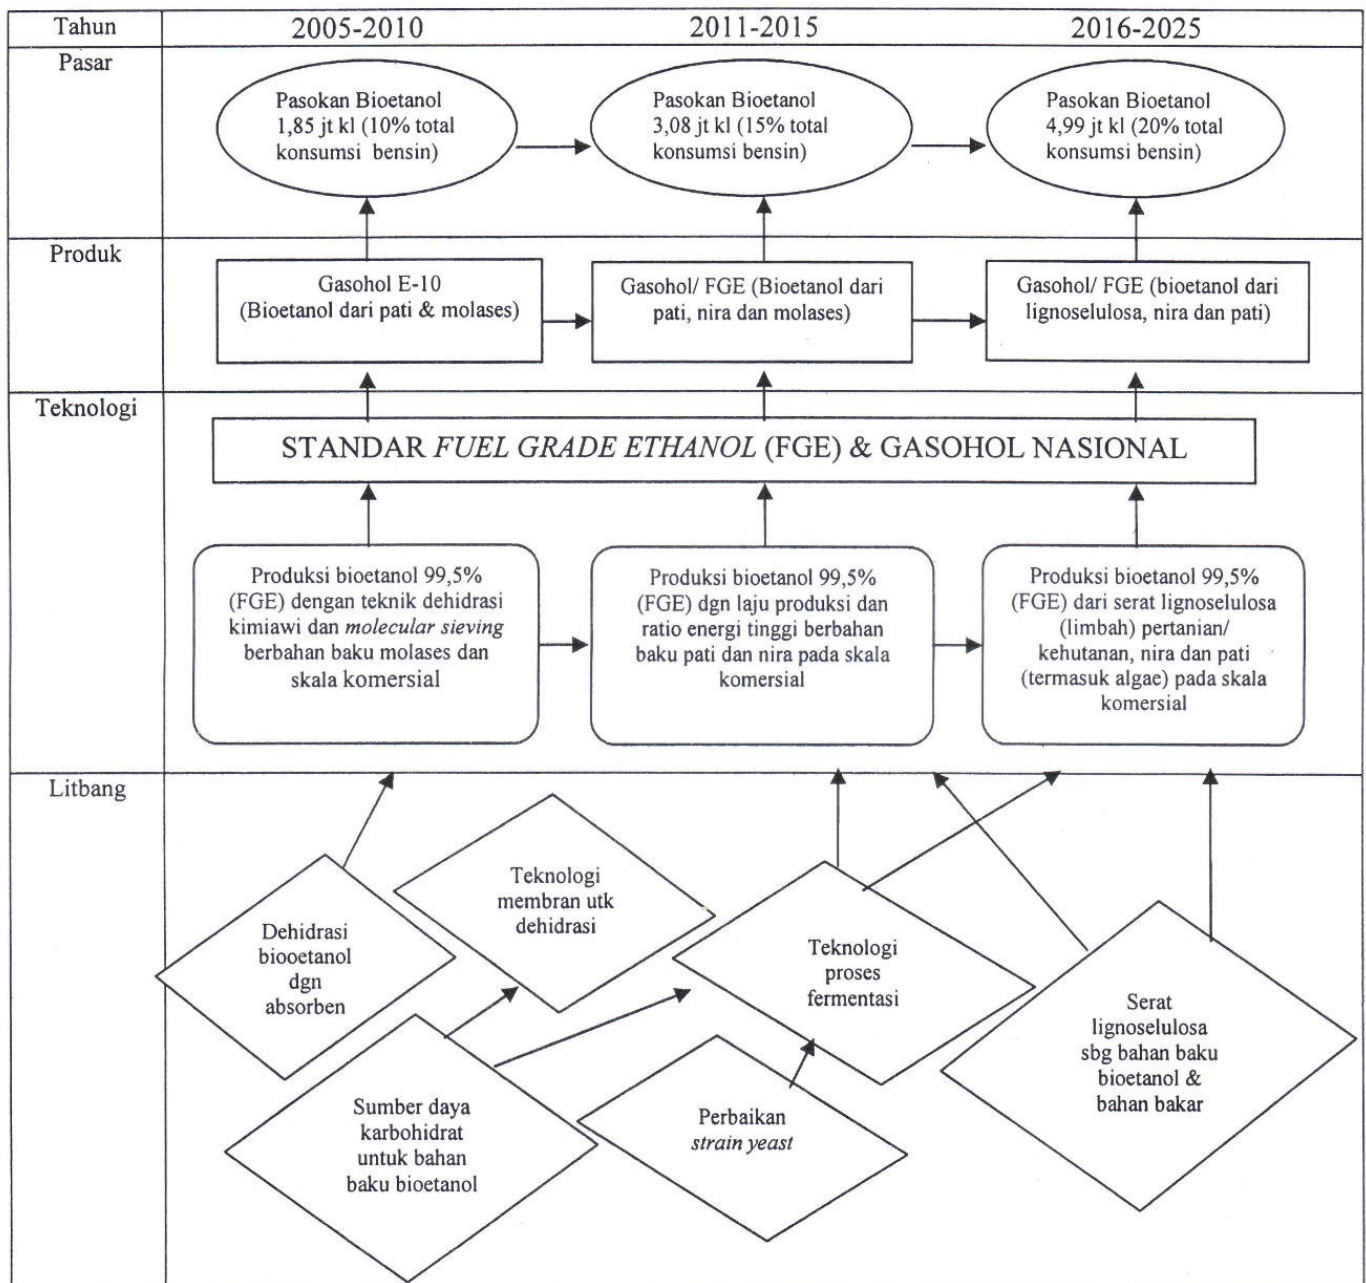 Tahun
2005-2010
2011-2015
2016-2025
Pasar
Pasokan Bioetanol
1,85 jt kl (10% total
konsumsi bensin)
Pasokan Bioetanol
3,08 jt kl (15% total
konsumsi bensin)
Pasokan Bioetanol
4,99 jt kl (20% total
konsumsi bensin)
Produk
Gasohol E-10
(Bioetanol dari pati & molases)
Gasohol/ FGE (Bioetanol dari
pati, nira dan molases)
Gasohol/ FGE (bioetanol dari
lignoselulosa, nira dan pati)
Teknologi
STANDAR FUEL GRADE ETHANOL (FGE) & GASOHOL NASIONAL
Produksi bioetanol 99,5%
(FGE) dengan teknik dehidrasi
kimiawi dan molecular sieving
berbahan baku molases dan
skala komersial
Produksi bioetanol 99,5%
(FGE) dgn laju produksi dan
ratio energi tinggi berbahan
baku pati dan nira pada skala
komersial
Produksi bioetanol 99,5%
(FGE) dari serat lignoselulosa
(limbah) pertanian/
kehutanan, nira dan pati
(termasuk algae) pada skala
komersial
Litbang
Dehidrasi
biooetanol
dgn
absorben
Teknologi
membran utk
dehidrasi
Teknologi
proses
fermentasi
Serat
lignoselulosa
sbg bahan baku
bioetanol &
bahan bakar
Sumber daya
karbohidrat
untuk bahan
baku bioetanol
Perbaikan
strain yeast